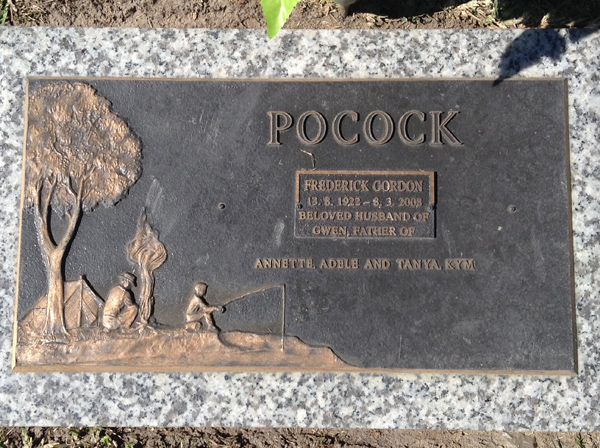 POCOCK
FREDERICK GORDON
13. 8. 1922 – 8. 3. 2008
BELOVED HUSBAND OF
GWEN, FATHER OF
ANNETTE, ADELE AND TANYA, KYM